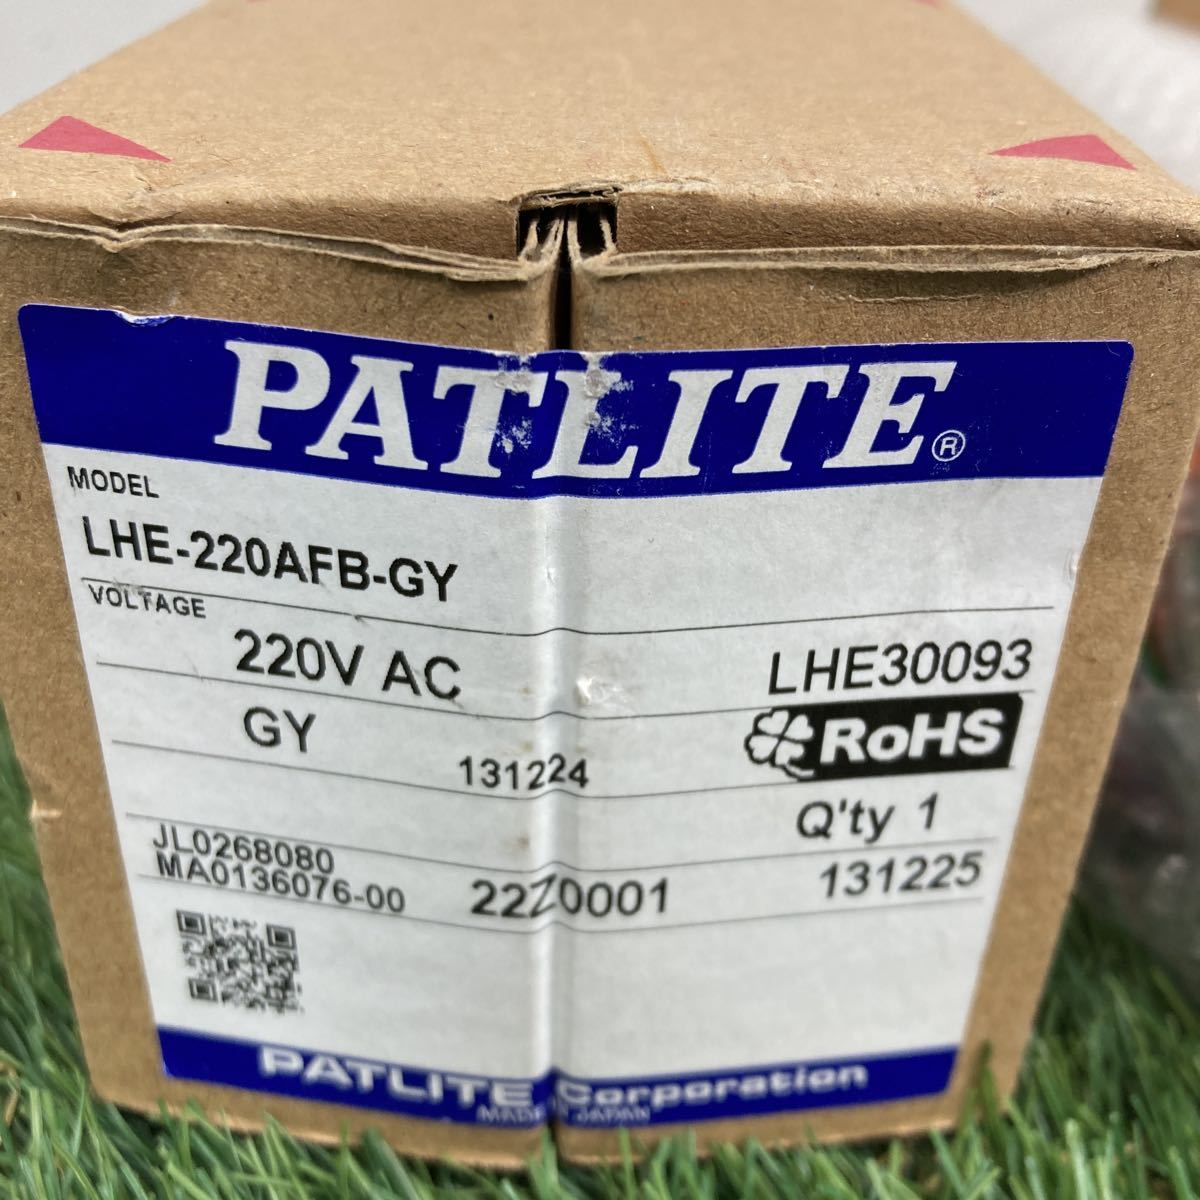 PATLITE®
MODEL
LHE-220AFB-GY
VOLTAGE
220V AC
LHE30093
GY
RoHS
131224
Q'ty 1
JL0268080
MA0136076-00
22Z0001
131225
PATLITE Corporation
MADE IN JAPAN